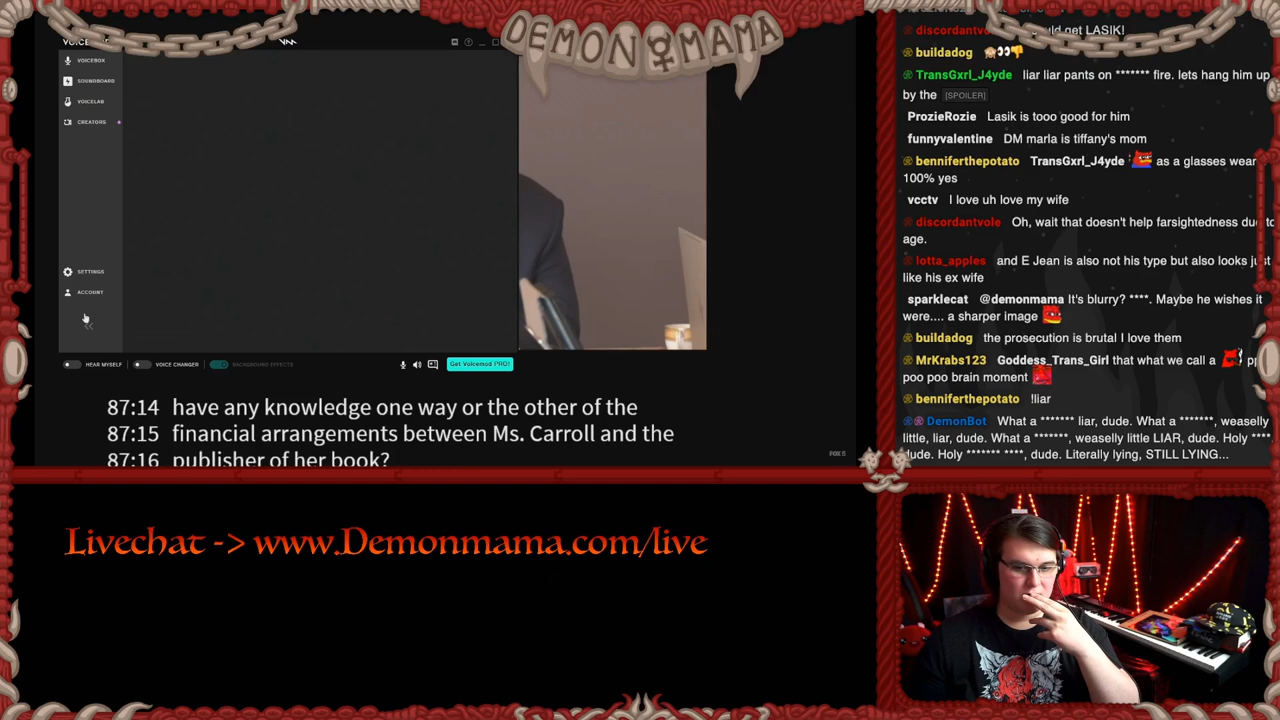 DEMON MAMA
VOICEBOX
SOUNDBOARD
VOICELAB
CREATORS
SETTINGS
ACCOUNT
HEAR MYSELF
VOICE CHANGER
BACKGROUND EFFECTS
Get Voicemod PRO!
87:14 have any knowledge one way or the other of the
87:15 financial arrangements between Ms. Carroll and the
87:16 publisher of her book?
FOX 5
Livechat -> www.Demonmama.com/live
get LASIK!
buildadog
TransGxrl_J4yde liar liar pants on ******* fire. lets hang him up
by the [SPOILER]
ProzieRozie Lasik is tooo good for him
funnyvalentine DM marla is tiffany's mom
benniferthepotato TransGxrl_J4yde as a glasses wear
100% yes
vcctv I love uh love my wife
discordantvole Oh, wait that doesn't help farsightedness due to
age.
lotta_apples and E Jean is also not his type but also looks just
like his ex wife
sparklecat @demonmama It's blurry? ****. Maybe he wishes it
were.... a sharper image
buildadog the prosecution is brutal I love them
MrKrabs123 Goddess_Trans_Girl that what we call a
poo poo brain moment
benniferthepotato !liar
DemonBot What a ******* liar, dude. What a *******, weaselly
little, liar, dude. What a *******, weaselly little LIAR, dude. Holy ****
dude. Holy ******* ****, dude. Literally lying, STILL LYING...